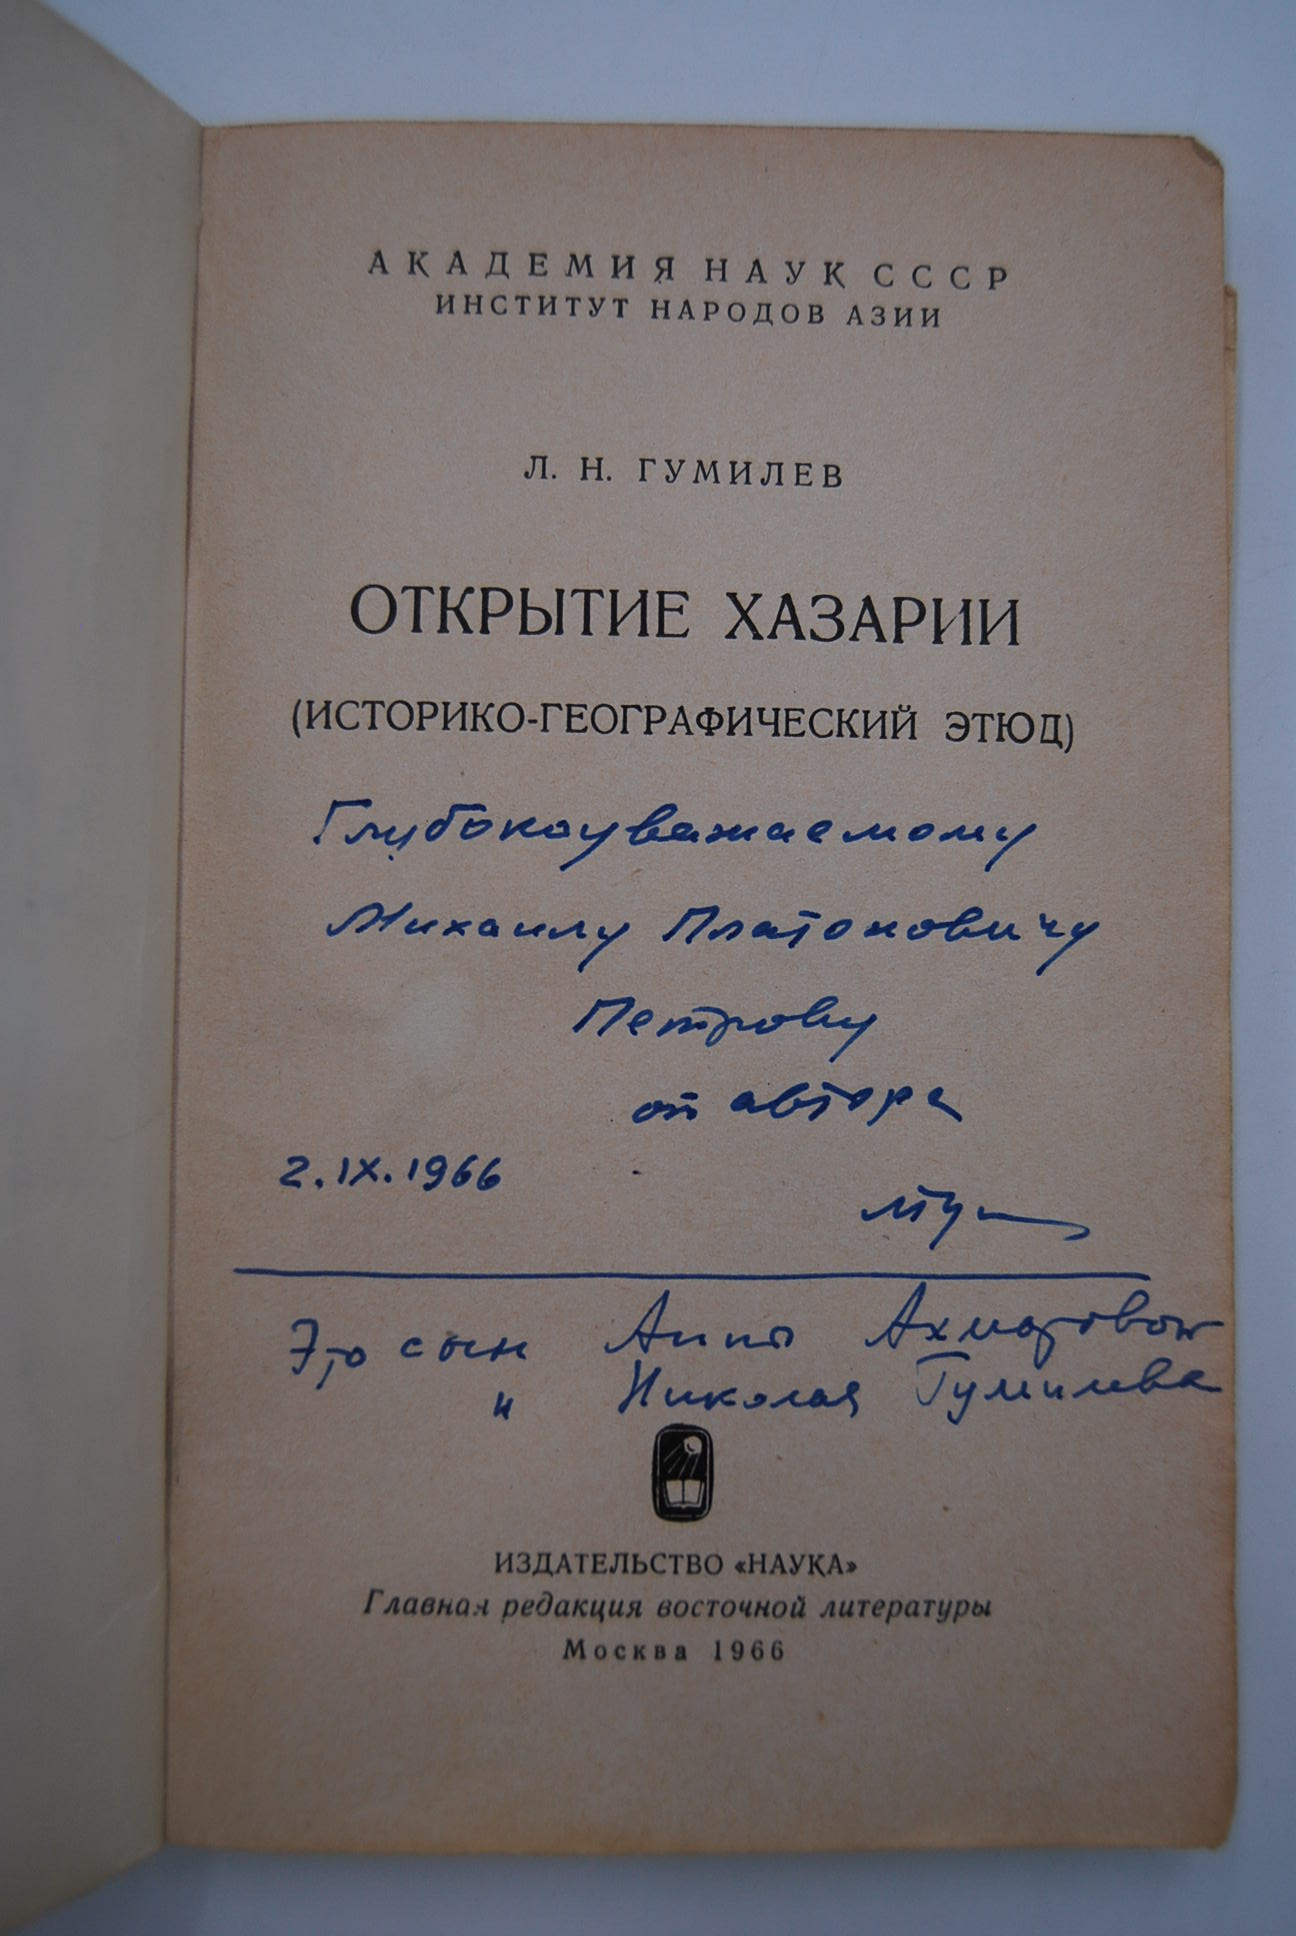 АКАДЕМИЯ НАУК СССР
ИНСТИТУТ НАРОДОВ АЗИИ
Л. Н. ГУМИЛЕВ
ОТКРЫТИЕ ХАЗАРИИ
(ИСТОРИКО-ГЕОГРАФИЧЕСКИЙ ЭТЮД)
Глубокоуважаемому
Михаилу Платоновичу
Петрову
от автора
2.IX.1966
Это сын Анны Ахматовой
и Николая Гумилева
ИЗДАТЕЛЬСТВО «НАУКА»
Главная редакция восточной литературы
Москва 1966